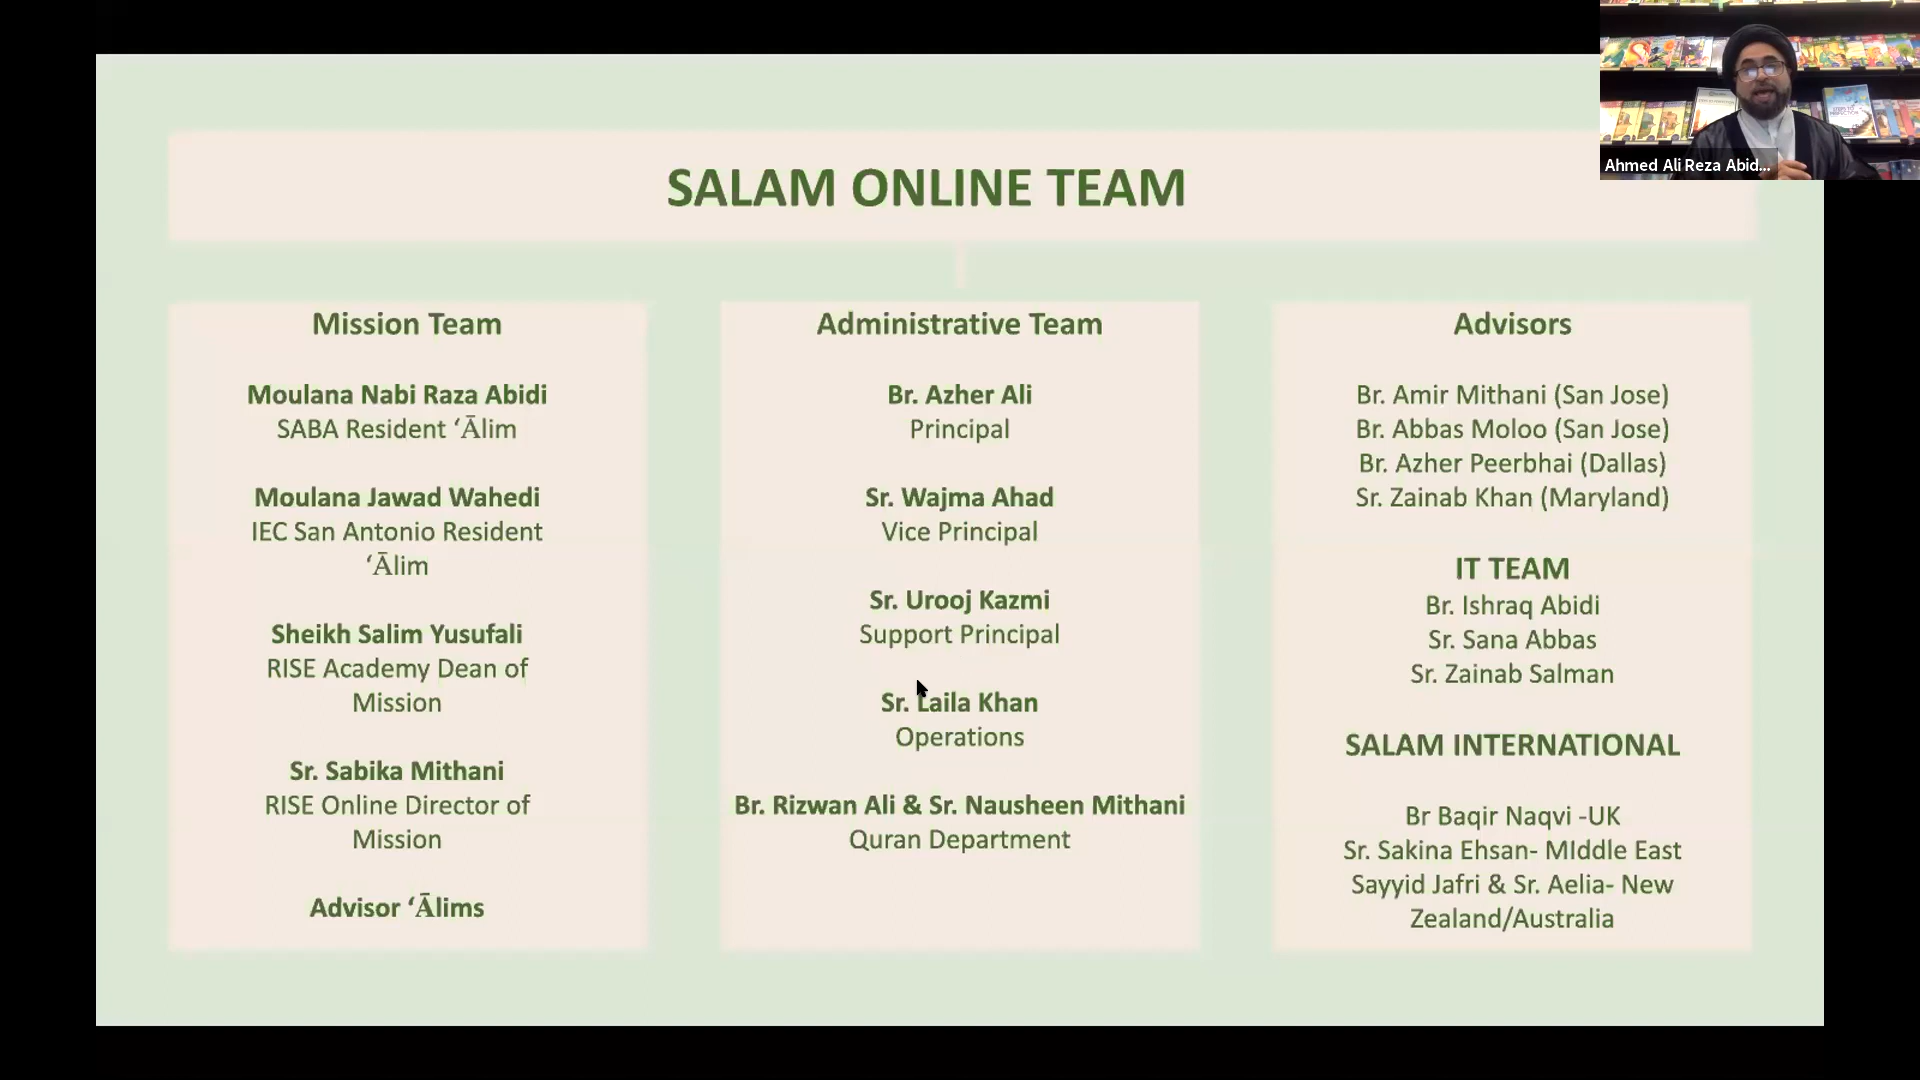 SALAM ONLINE TEAM
Mission Team
Moulana Nabi Raza Abidi
SABA Resident ‘Ālim
Moulana Jawad Wahedi
IEC San Antonio Resident
‘Ālim
Sheikh Salim Yusufali
RISE Academy Dean of
Mission
Sr. Sabika Mithani
RISE Online Director of
Mission
Advisor ‘Ālims
Administrative Team
Br. Azher Ali
Principal
Sr. Wajma Ahad
Vice Principal
Sr. Urooj Kazmi
Support Principal
Sr. Laila Khan
Operations
Br. Rizwan Ali & Sr. Nausheen Mithani
Quran Department
Advisors
Br. Amir Mithani (San Jose)
Br. Abbas Moloo (San Jose)
Br. Azher Peerbhai (Dallas)
Sr. Zainab Khan (Maryland)
IT TEAM
Br. Ishraq Abidi
Sr. Sana Abbas
Sr. Zainab Salman
SALAM INTERNATIONAL
Br Baqir Naqvi -UK
Sr. Sakina Ehsan- MIddle East
Sayyid Jafri & Sr. Aelia- New
Zealand/Australia
Ahmed Ali Reza Abid...